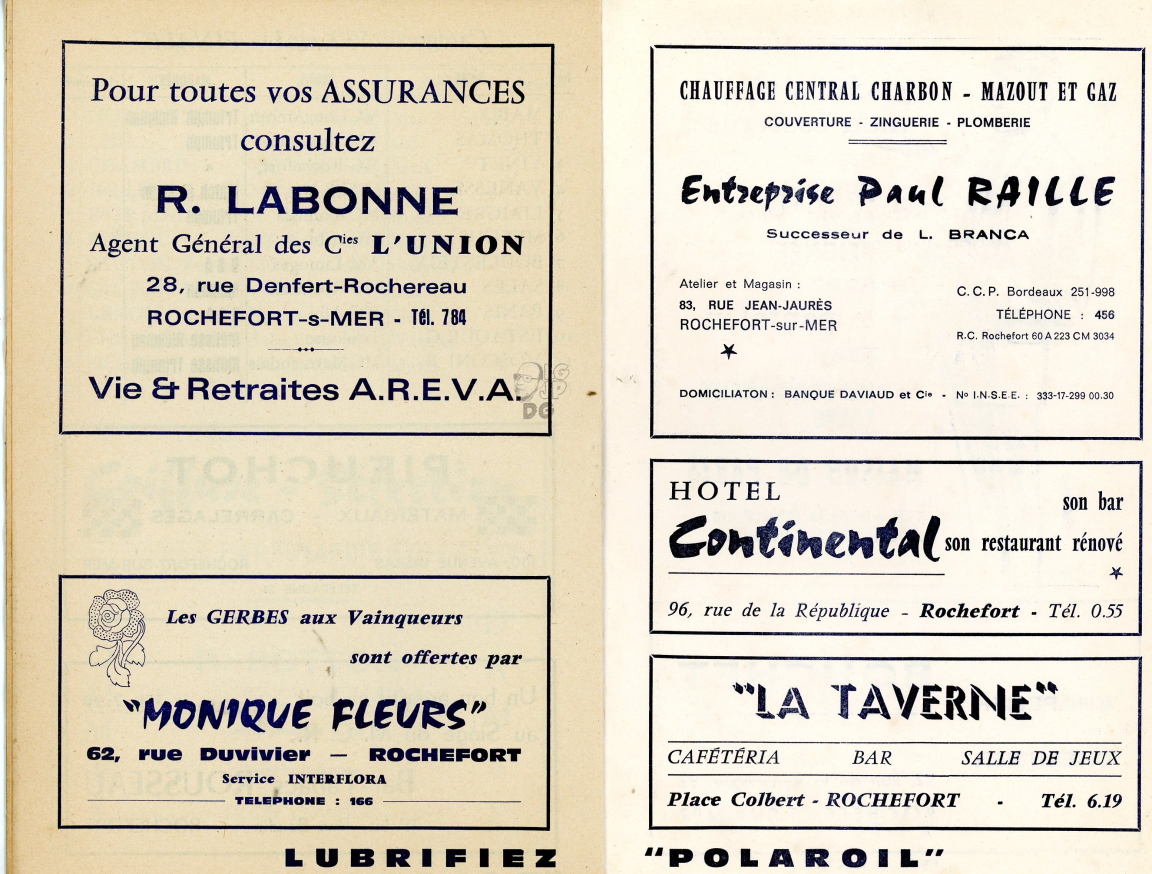 Pour toutes vos ASSURANCES
consultez
R. LABONNE
Agent Général des Cies L'UNION
28, rue Denfert-Rochereau
ROCHEFORT-s-MER - Tél. 784
Vie & Retraites A.R.E.V.A.
Les GERBES aux Vainqueurs
sont offertes par
"MONIQUE FLEURS"
62, rue Duvivier — ROCHEFORT
Service INTERFLORA
TELEPHONE : 166
LUBRIFIEZ
CHAUFFAGE CENTRAL CHARBON - MAZOUT ET GAZ
COUVERTURE - ZINGUERIE - PLOMBERIE
Entreprise Paul RAILLE
Successeur de L. BRANCA
Atelier et Magasin :
83, RUE JEAN-JAURÈS
ROCHEFORT-sur-MER
C.C.P. Bordeaux 251-998
TÉLÉPHONE : 456
R.C. Rochefort 60 A 223 CM 3034
DOMICILIATON : BANQUE DAVIAUD et Cie - No I.N.S.E.E. : 333-17-299 00.30
HOTEL
Continental
son bar
son restaurant rénové
96, rue de la République - Rochefort - Tél. 0.55
"LA TAVERNE"
CAFÉTÉRIA BAR SALLE DE JEUX
Place Colbert - ROCHEFORT - Tél. 6.19
"POLAROIL"